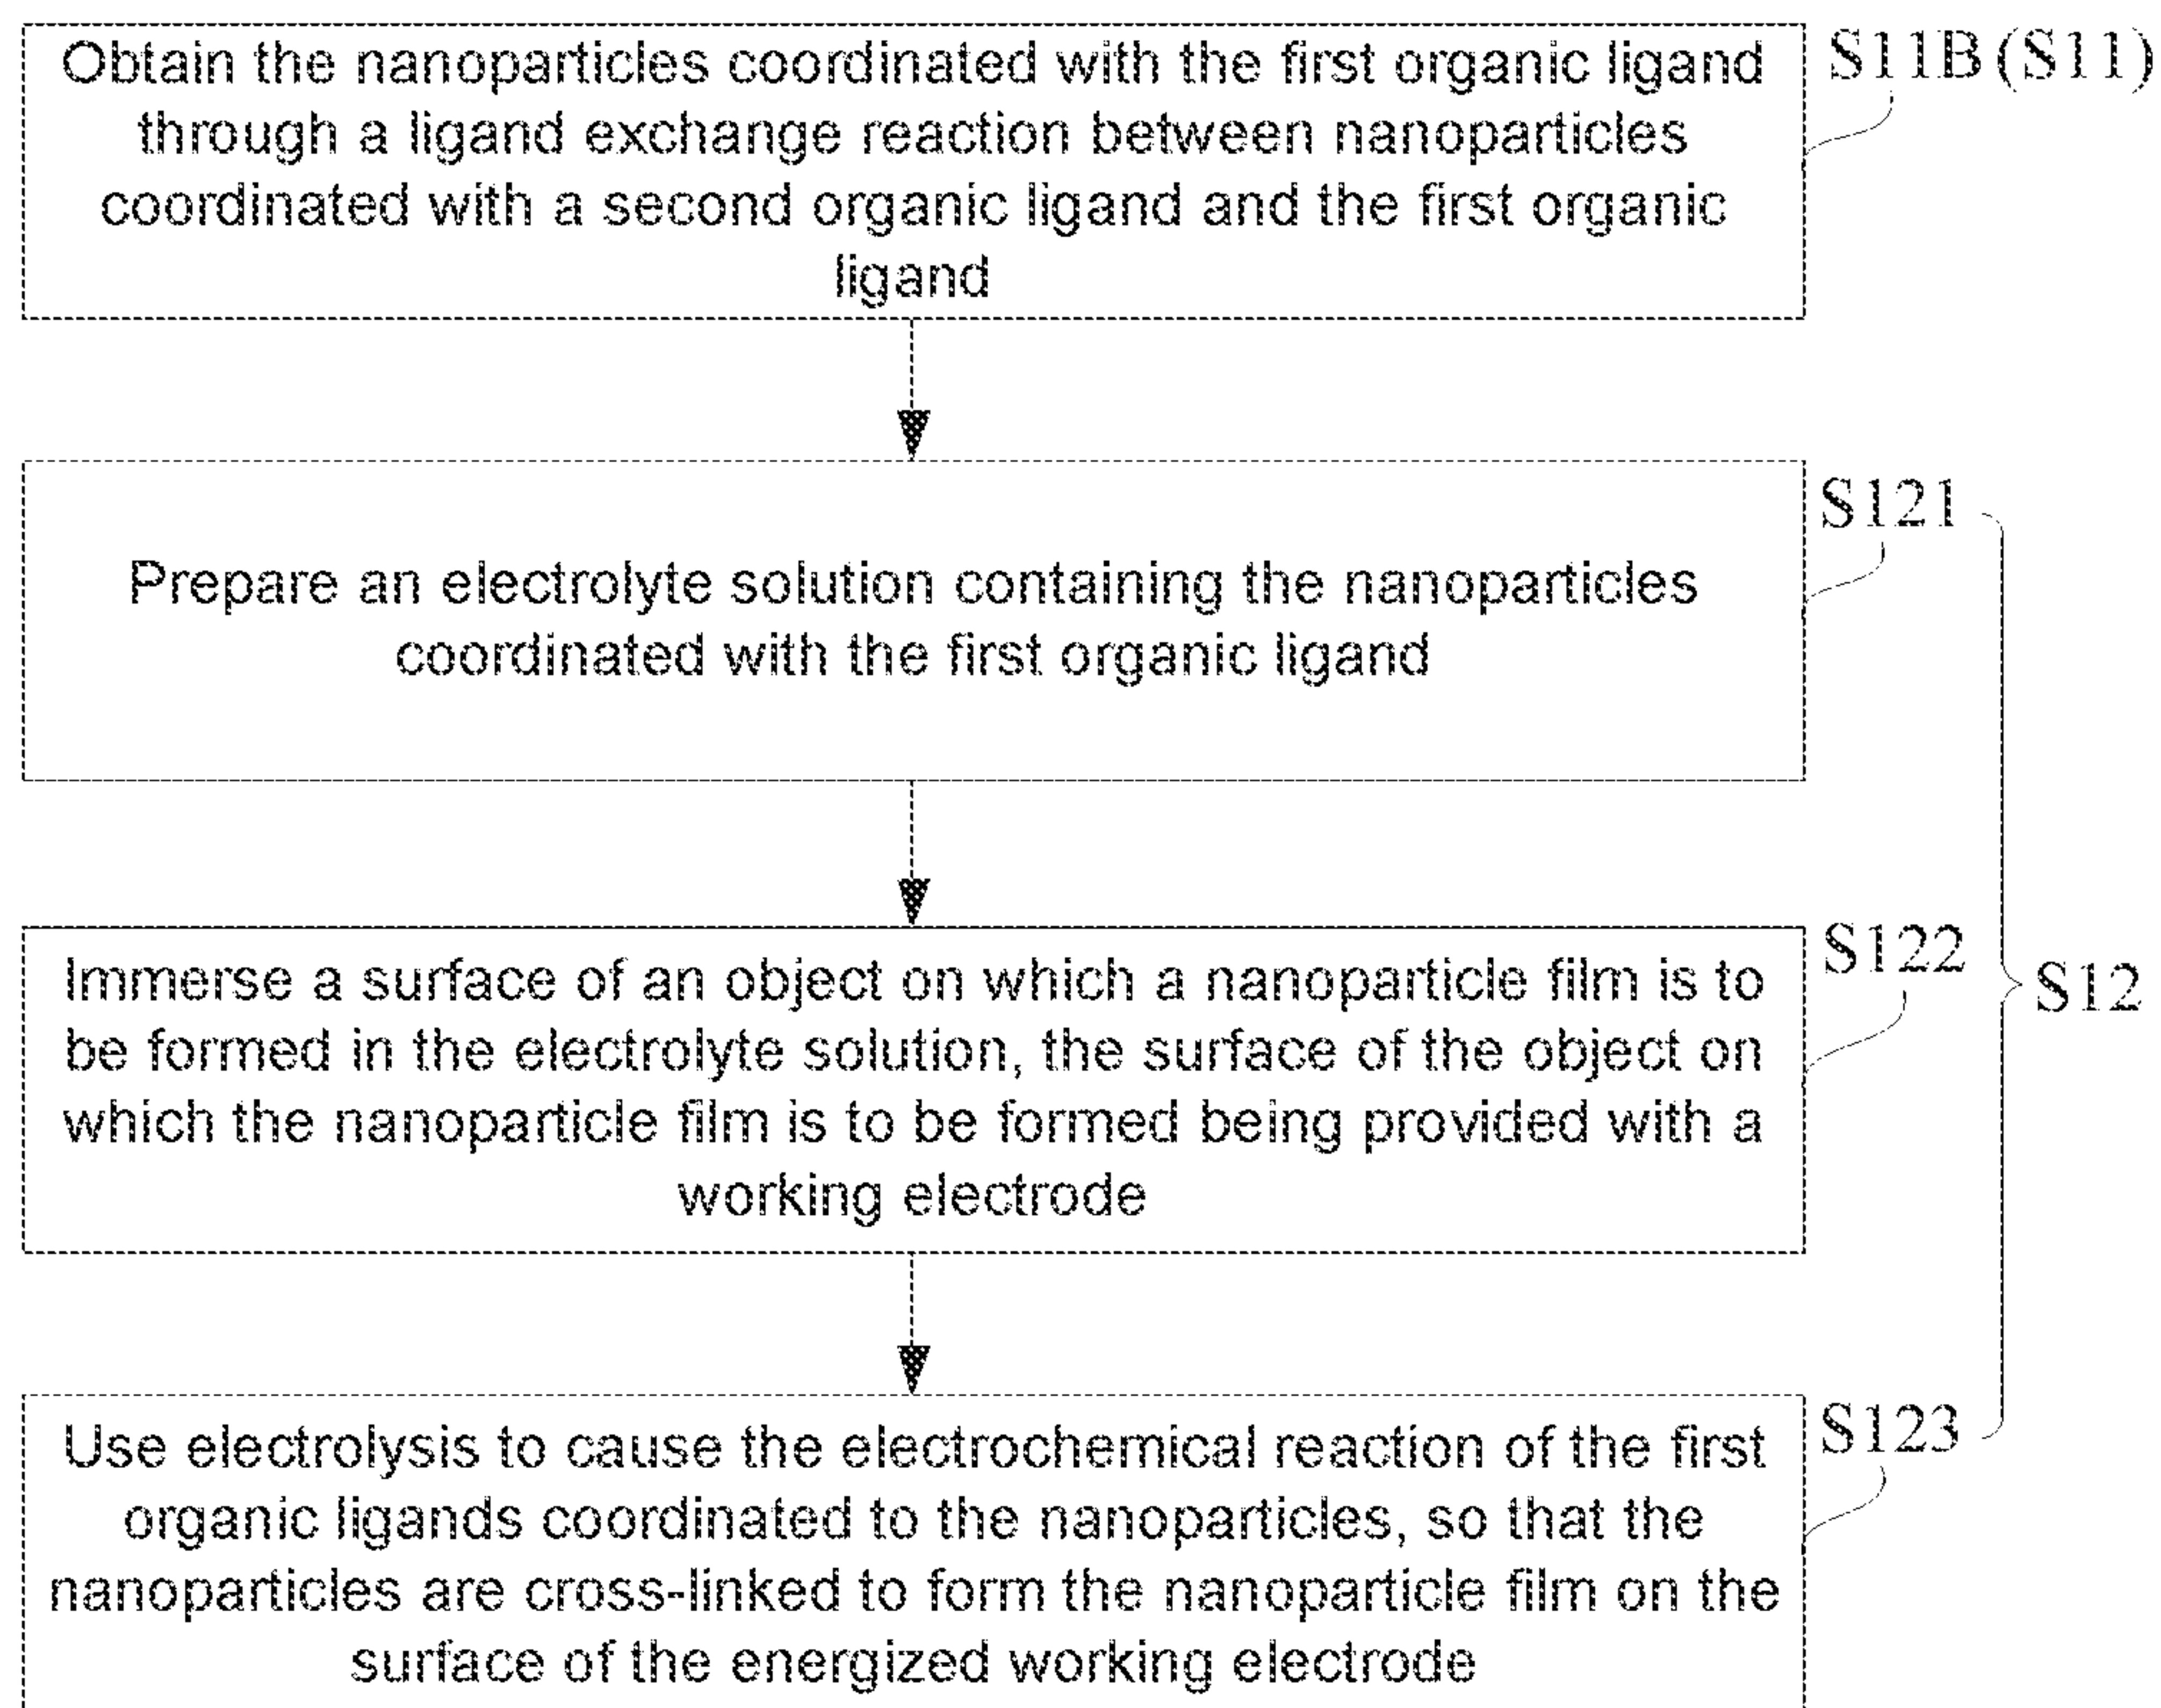 Obtain the nanoparticles coordinated with the first organic ligand
through a ligand exchange reaction between nanoparticles
coordinated with a second organic ligand and the first organic
ligand
S11B (S11)
Prepare an electrolyte solution containing the nanoparticles
coordinated with the first organic ligand
S121
Immerse a surface of an object on which a nanoparticle film is to
be formed in the electrolyte solution, the surface of the object on
which the nanoparticle film is to be formed being provided with a
working electrode
S122
S12
Use electrolysis to cause the electrochemical reaction of the first
organic ligands coordinated to the nanoparticles, so that the
nanoparticles are cross-linked to form the nanoparticle film on the
surface of the energized working electrode
S123